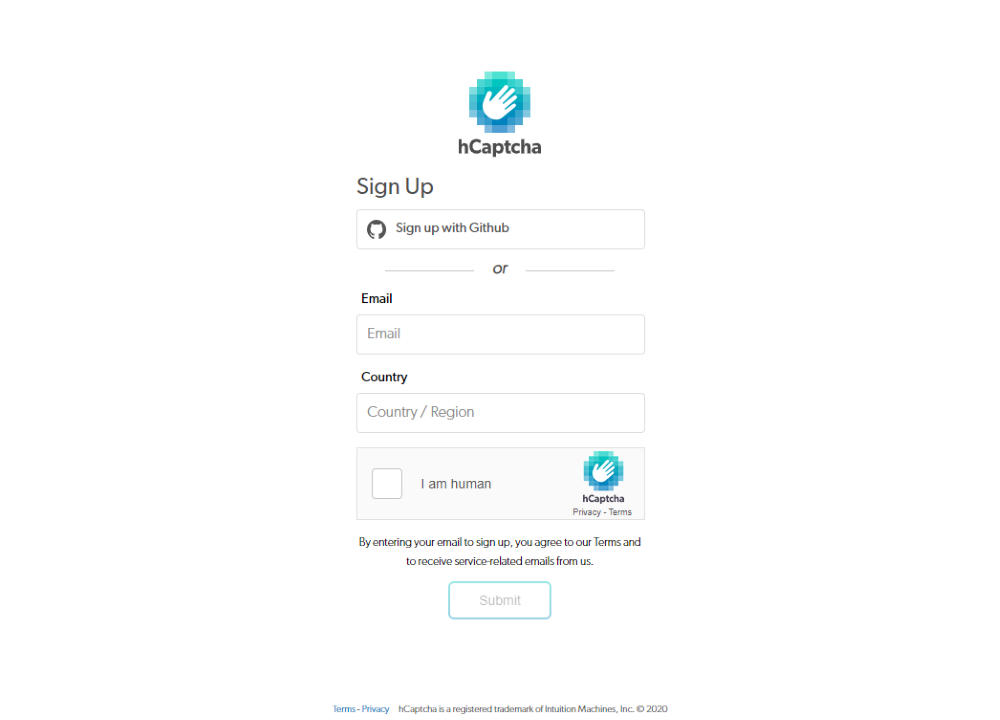 hCaptcha
Sign Up
Sign up with Github
or
Email
Email
Country
Country / Region
I am human
hCaptcha
Privacy - Terms
By entering your email to sign up, you agree to our Terms and
to receive service-related emails from us.
Submit
Terms - Privacy hCaptcha is a registered trademark of Intuition Machines, Inc. © 2020